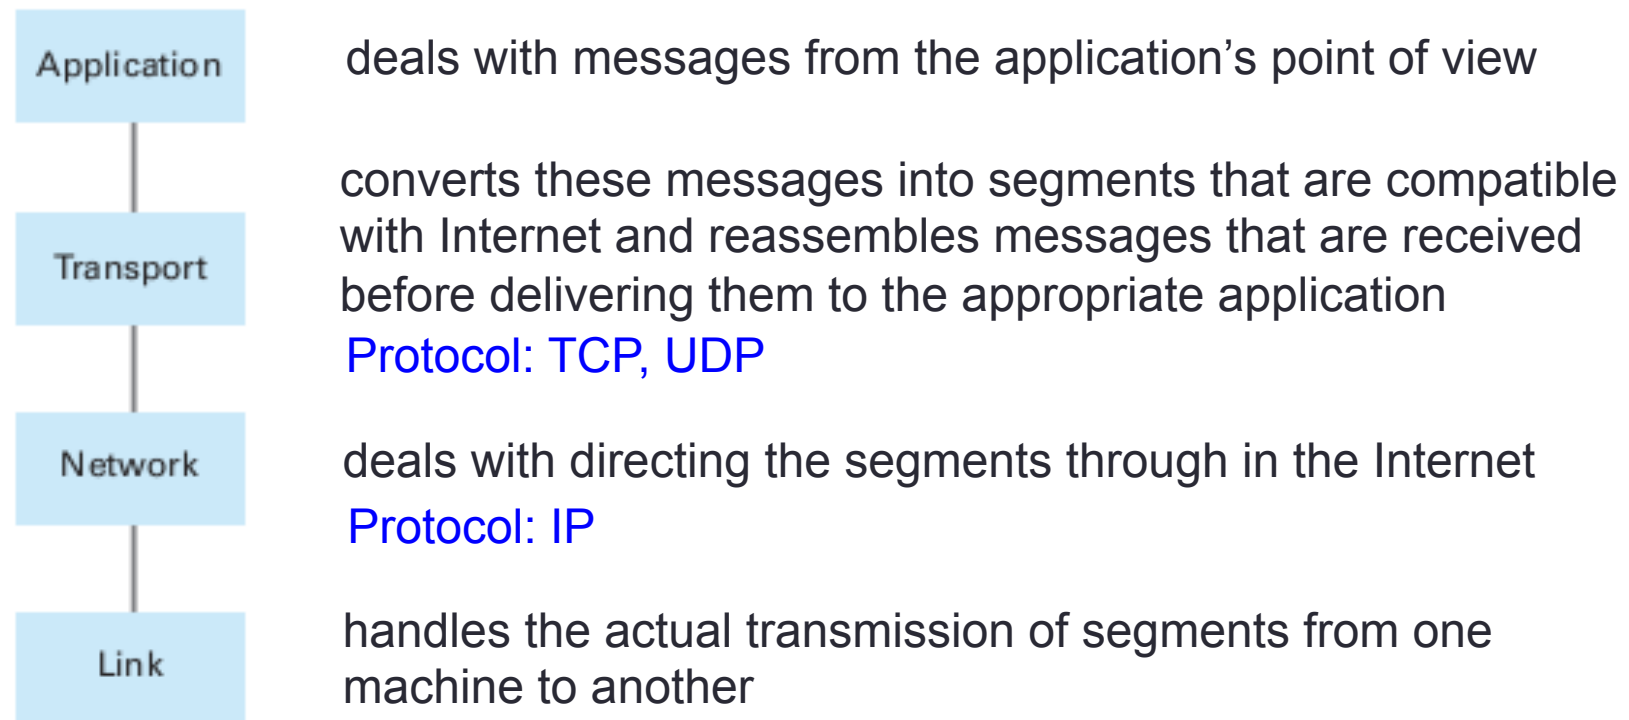 Application
deals with messages from the application’s point of view
converts these messages into segments that are compatible
with Internet and reassembles messages that are received
before delivering them to the appropriate application
Transport
Protocol: TCP, UDP
Network
deals with directing the segments through in the Internet
Protocol: IP
Link
handles the actual transmission of segments from one
machine to another